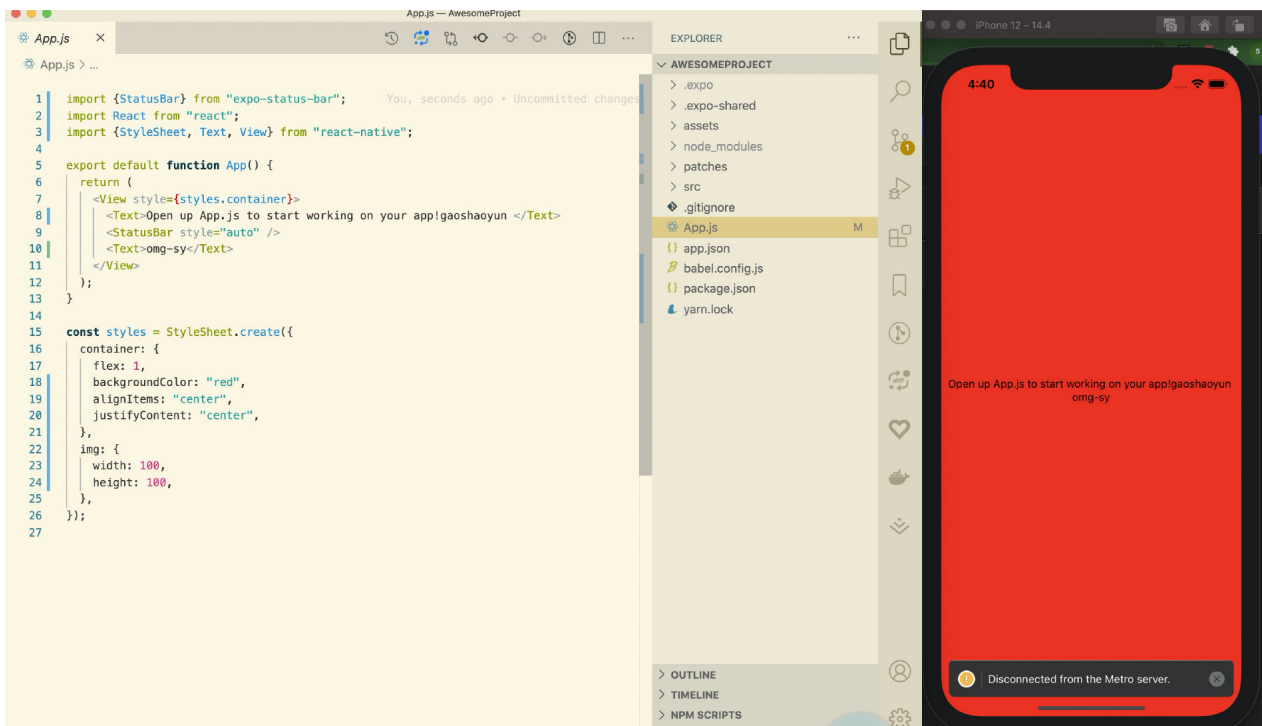 App.js — AwesomeProject
App.js
App.js > ...
1 import {StatusBar} from "expo-status-bar"; You, seconds ago • Uncommitted changes
2 import React from "react";
3 import {StyleSheet, Text, View} from "react-native";
4
5 export default function App() {
6 return (
7 <View style={styles.container}>
8 <Text>Open up App.js to start working on your app!gaoshaoyun </Text>
9 <StatusBar style="auto" />
10 <Text>omg-sy</Text>
11 </View>
12 );
13 }
14
15 const styles = StyleSheet.create({
16 container: {
17 flex: 1,
18 backgroundColor: "red",
19 alignItems: "center",
20 justifyContent: "center",
21 },
22 img: {
23 width: 100,
24 height: 100,
25 },
26 });
27
EXPLORER
AWESOMEPROJECT
.expo
.expo-shared
assets
node_modules
patches
src
.gitignore
App.js M
app.json
babel.config.js
package.json
yarn.lock
OUTLINE
TIMELINE
NPM SCRIPTS
1
iPhone 12 – 14.4
4:40
Open up App.js to start working on your app!gaoshaoyun
omg-sy
Disconnected from the Metro server.